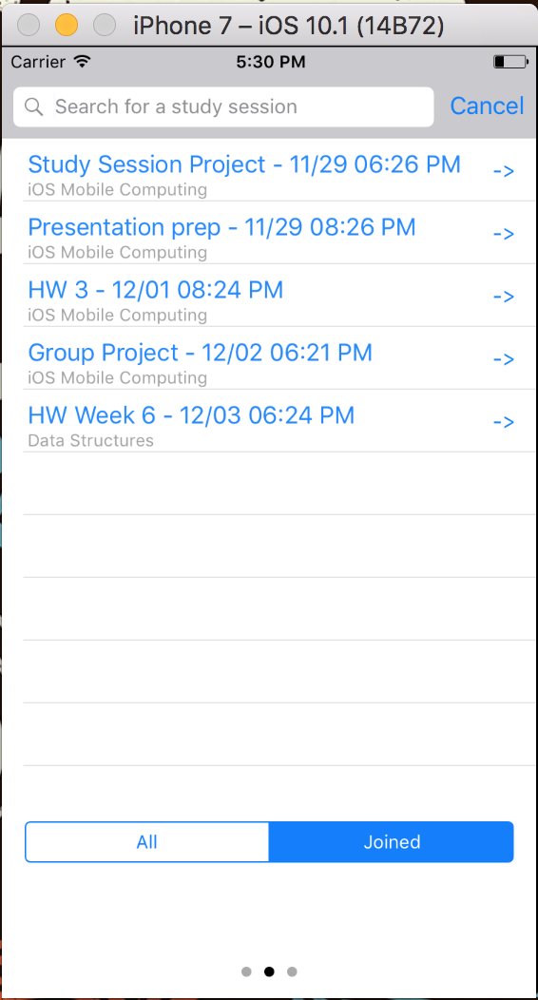 iPhone 7 – iOS 10.1 (14B72)
Carrier 5:30 PM
Search for a study session Cancel
Study Session Project - 11/29 06:26 PM ->
iOS Mobile Computing
Presentation prep - 11/29 08:26 PM ->
iOS Mobile Computing
HW 3 - 12/01 08:24 PM ->
iOS Mobile Computing
Group Project - 12/02 06:21 PM ->
iOS Mobile Computing
HW Week 6 - 12/03 06:24 PM ->
Data Structures
All Joined